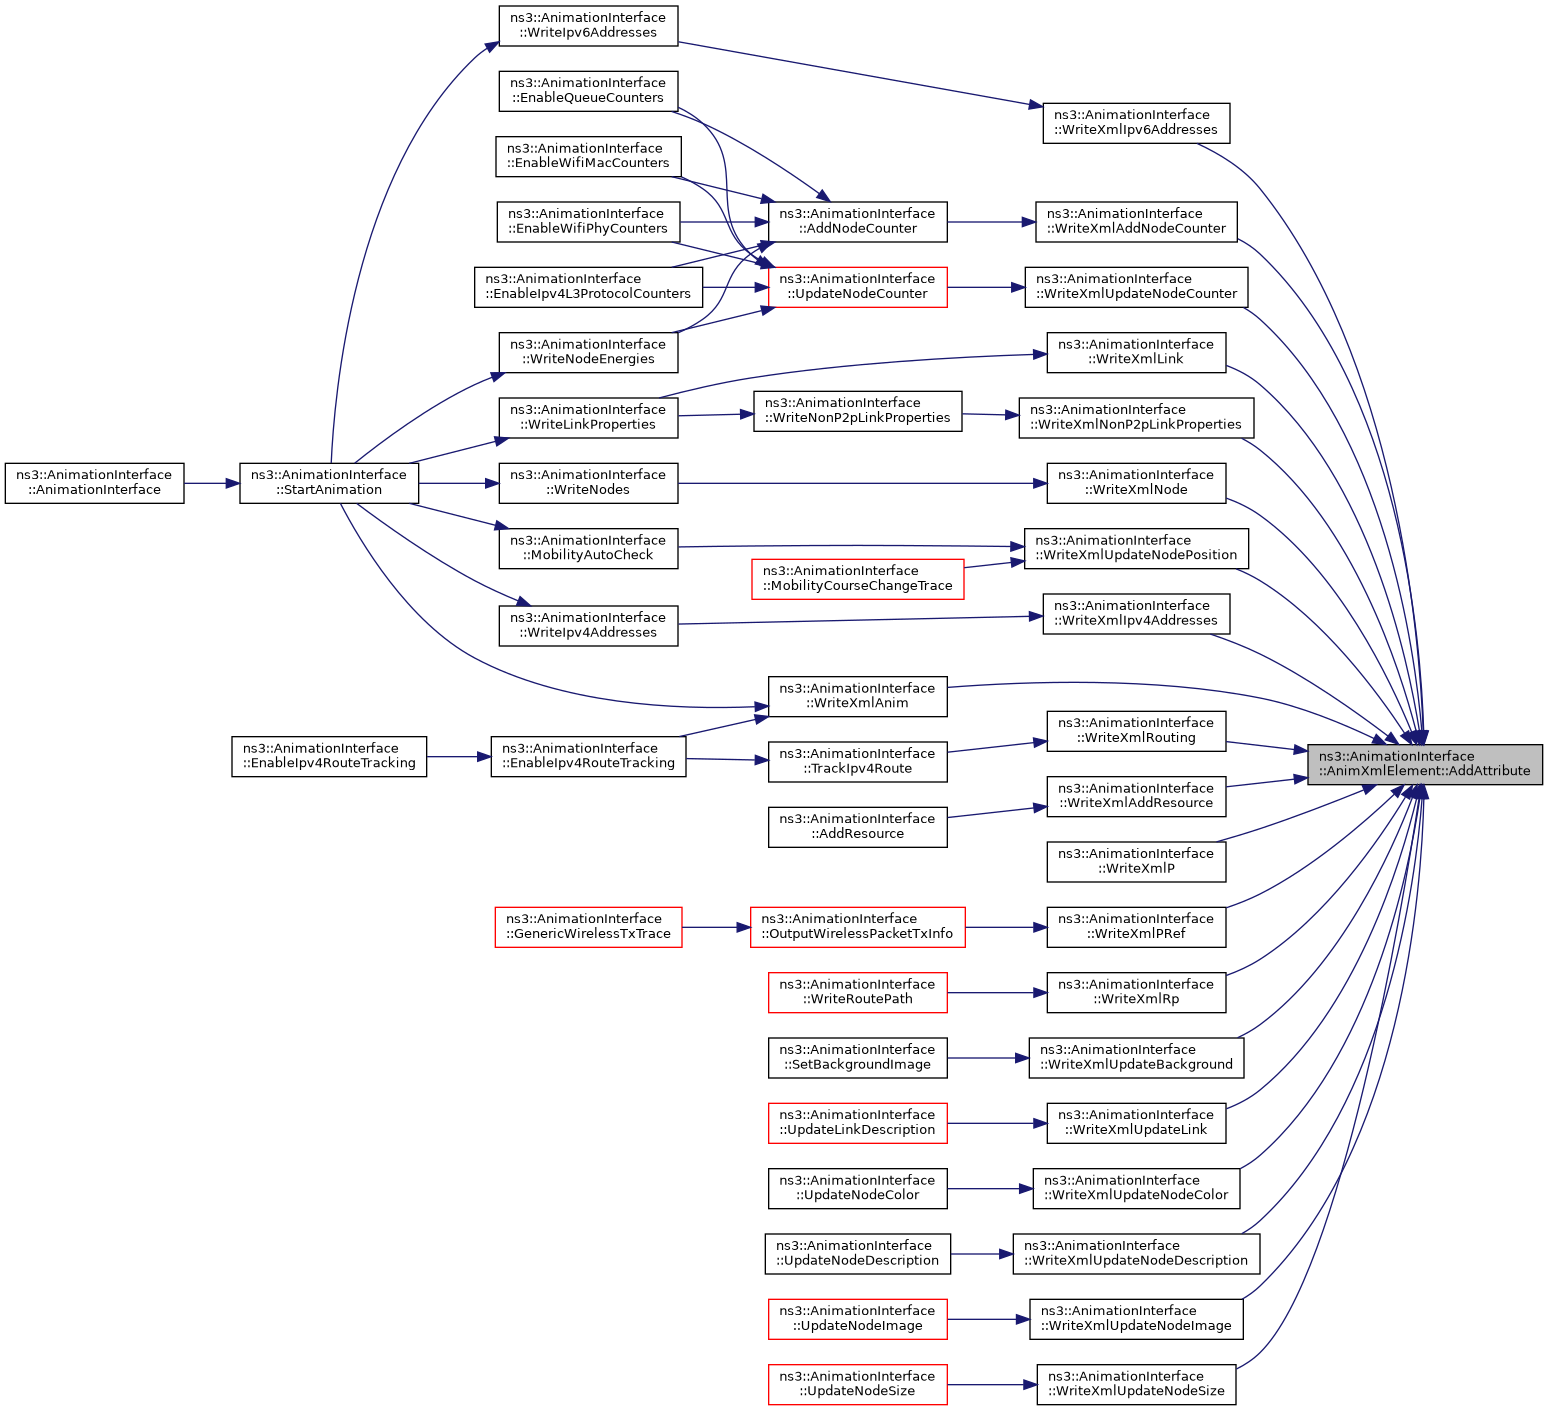 ns3::AnimationInterface
::WriteIpv6Addresses
ns3::AnimationInterface
::EnableQueueCounters
ns3::AnimationInterface
::WriteXmlIpv6Addresses
ns3::AnimationInterface
::EnableWifiMacCounters
ns3::AnimationInterface
::EnableWifiPhyCounters
ns3::AnimationInterface
::AddNodeCounter
ns3::AnimationInterface
::WriteXmlAddNodeCounter
ns3::AnimationInterface
::EnableIpv4L3ProtocolCounters
ns3::AnimationInterface
::UpdateNodeCounter
ns3::AnimationInterface
::WriteXmlUpdateNodeCounter
ns3::AnimationInterface
::WriteNodeEnergies
ns3::AnimationInterface
::WriteXmlLink
ns3::AnimationInterface
::WriteLinkProperties
ns3::AnimationInterface
::WriteNonP2pLinkProperties
ns3::AnimationInterface
::WriteXmlNonP2pLinkProperties
ns3::AnimationInterface
::AnimationInterface
ns3::AnimationInterface
::StartAnimation
ns3::AnimationInterface
::WriteNodes
ns3::AnimationInterface
::WriteXmlNode
ns3::AnimationInterface
::MobilityAutoCheck
ns3::AnimationInterface
::WriteXmlUpdateNodePosition
ns3::AnimationInterface
::MobilityCourseChangeTrace
ns3::AnimationInterface
::WriteIpv4Addresses
ns3::AnimationInterface
::WriteXmlIpv4Addresses
ns3::AnimationInterface
::WriteXmlAnim
ns3::AnimationInterface
::WriteXmlRouting
ns3::AnimationInterface
::EnableIpv4RouteTracking
ns3::AnimationInterface
::EnableIpv4RouteTracking
ns3::AnimationInterface
::TrackIpv4Route
ns3::AnimationInterface
::AnimXmlElement::AddAttribute
ns3::AnimationInterface
::WriteXmlAddResource
ns3::AnimationInterface
::AddResource
ns3::AnimationInterface
::WriteXmlP
ns3::AnimationInterface
::GenericWirelessTxTrace
ns3::AnimationInterface
::OutputWirelessPacketTxInfo
ns3::AnimationInterface
::WriteXmlPRef
ns3::AnimationInterface
::WriteRoutePath
ns3::AnimationInterface
::WriteXmlRp
ns3::AnimationInterface
::SetBackgroundImage
ns3::AnimationInterface
::WriteXmlUpdateBackground
ns3::AnimationInterface
::UpdateLinkDescription
ns3::AnimationInterface
::WriteXmlUpdateLink
ns3::AnimationInterface
::UpdateNodeColor
ns3::AnimationInterface
::WriteXmlUpdateNodeColor
ns3::AnimationInterface
::UpdateNodeDescription
ns3::AnimationInterface
::WriteXmlUpdateNodeDescription
ns3::AnimationInterface
::UpdateNodeImage
ns3::AnimationInterface
::WriteXmlUpdateNodeImage
ns3::AnimationInterface
::UpdateNodeSize
ns3::AnimationInterface
::WriteXmlUpdateNodeSize